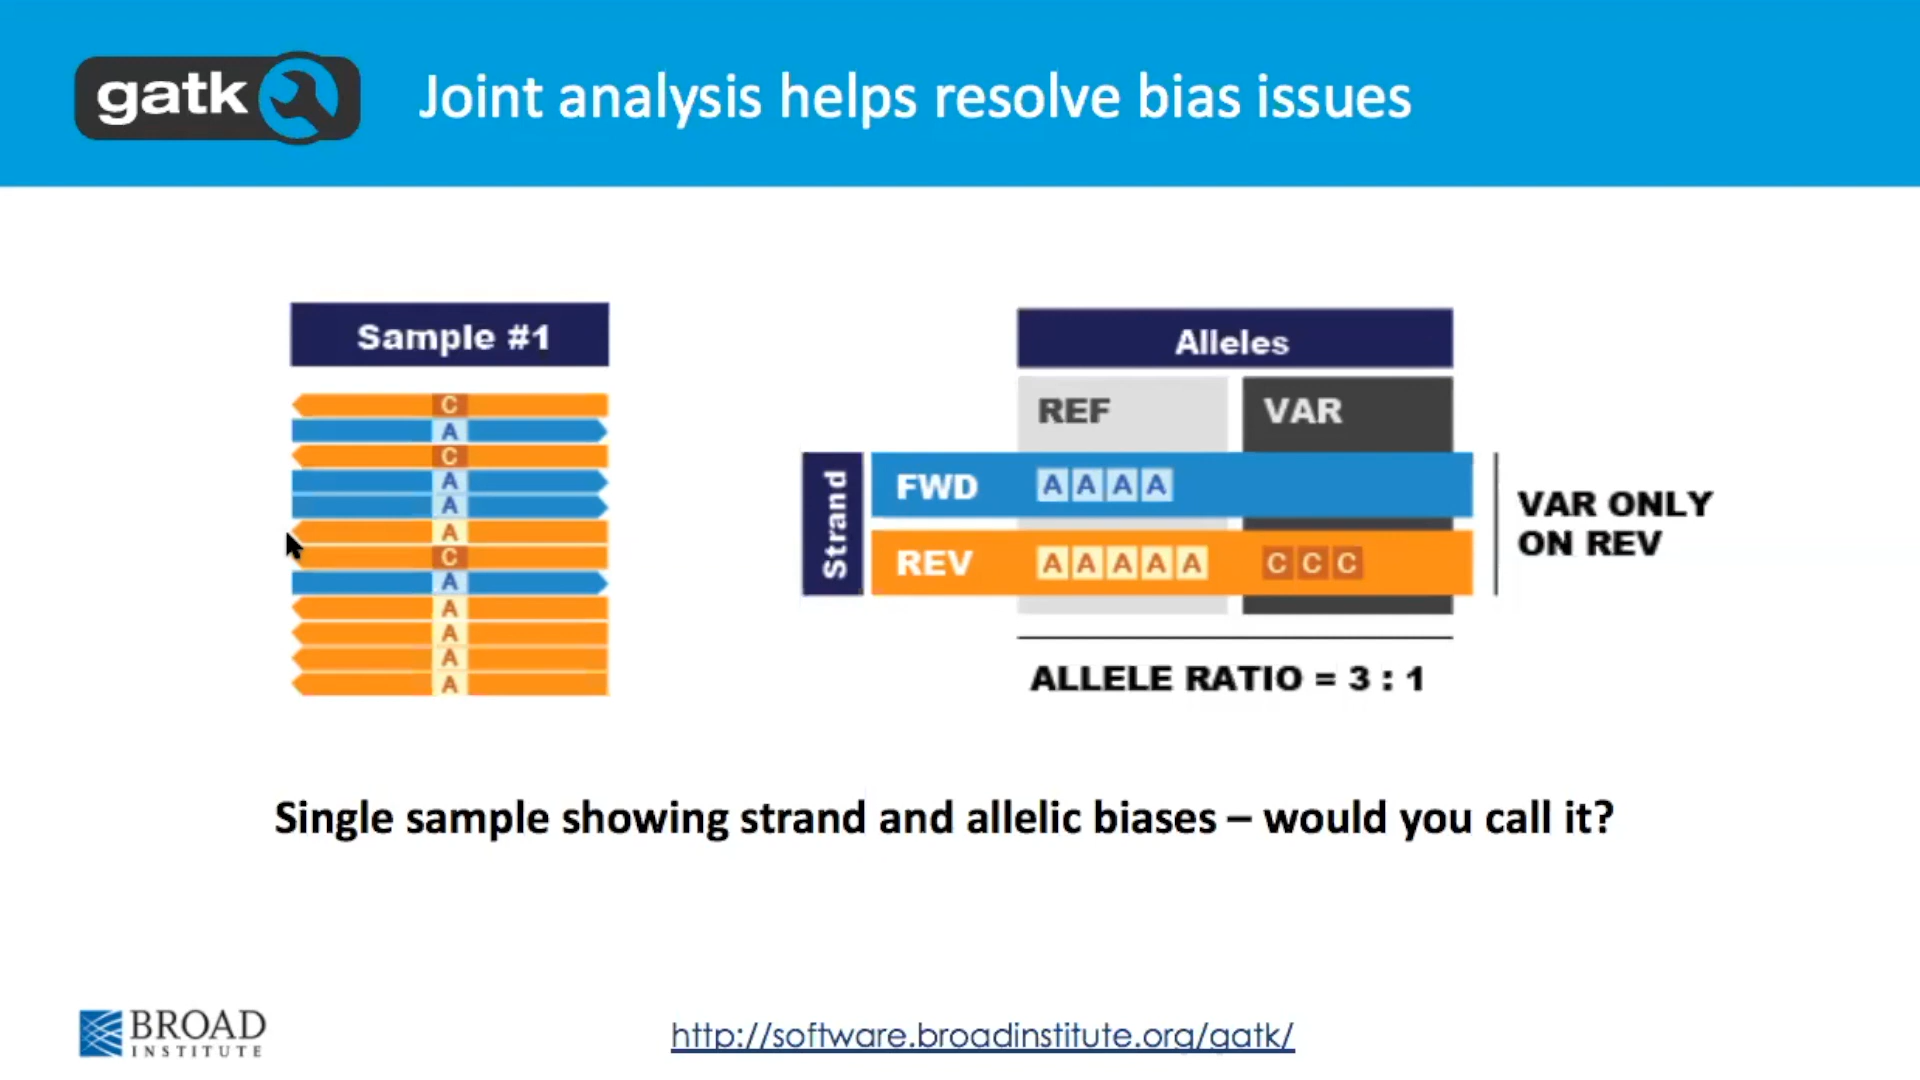 gatk
Joint analysis helps resolve bias issues
Sample #1
C
A
C
A
A
A
C
A
A
A
A
A
Alleles
REF VAR
Strand
FWD A A A A
REV A A A A A C C C
VAR ONLY
ON REV
ALLELE RATIO = 3 : 1
Single sample showing strand and allelic biases – would you call it?
BROAD
INSTITUTE
http://software.broadinstitute.org/gatk/